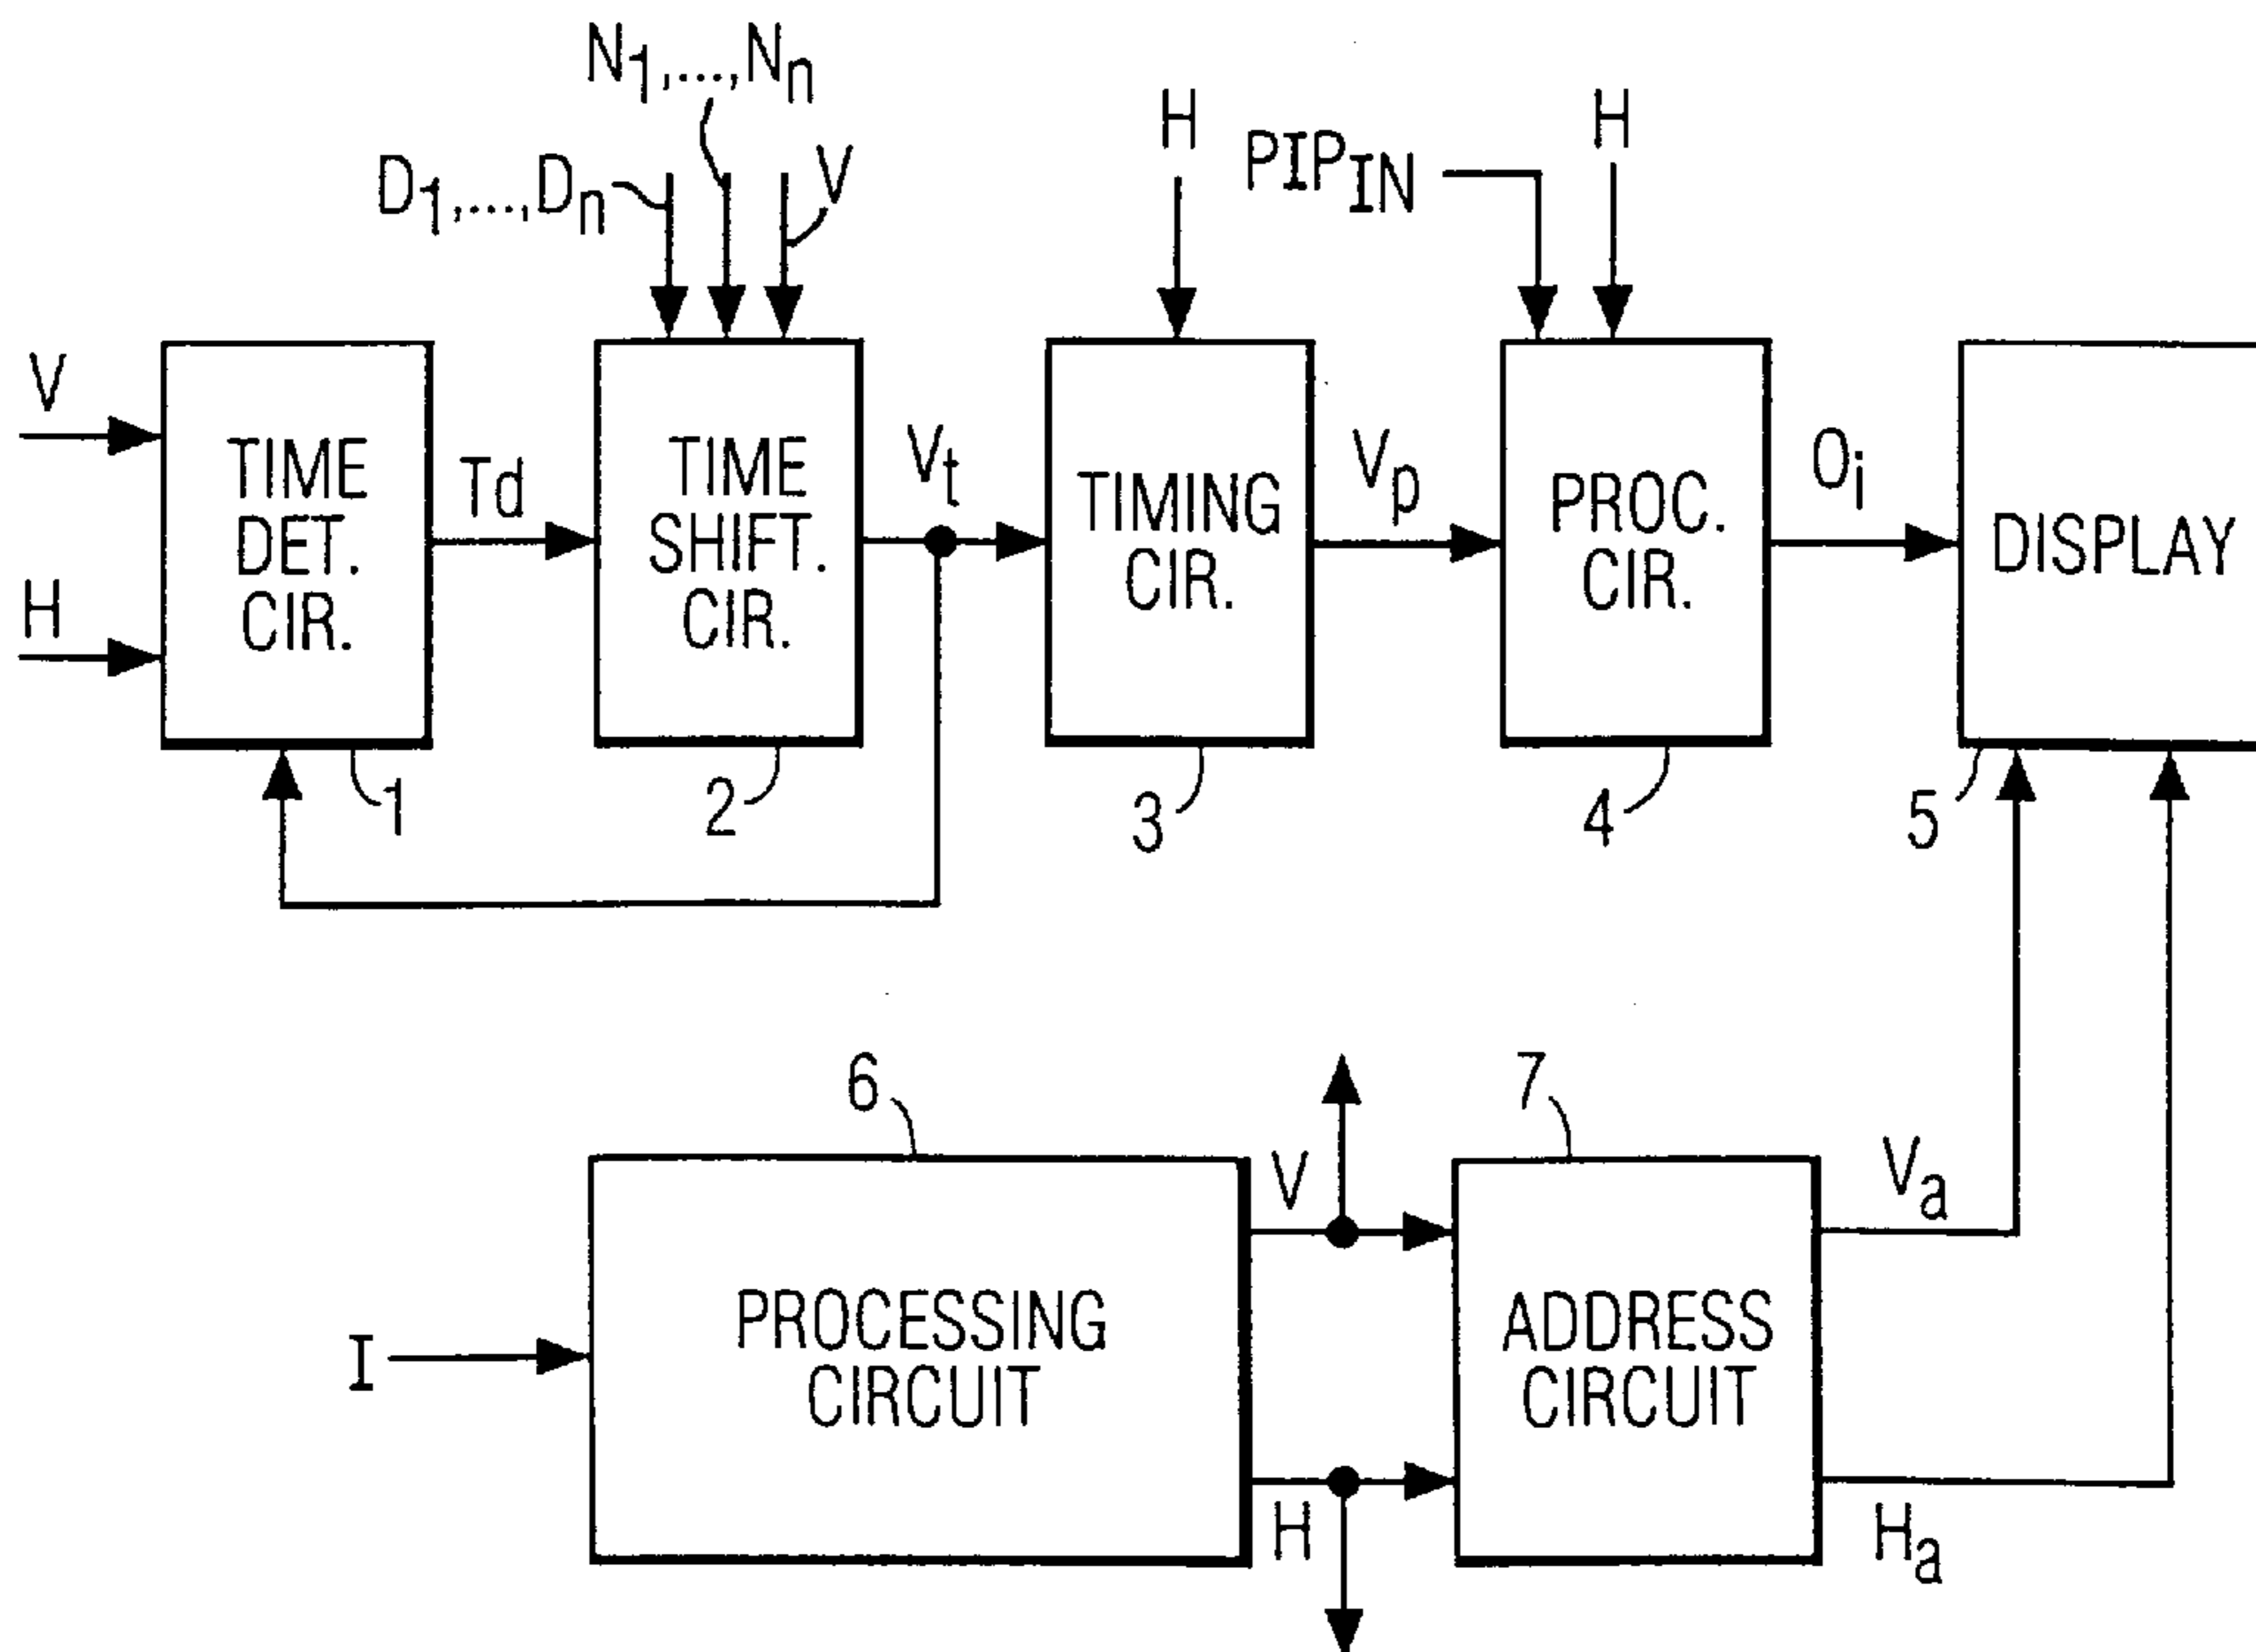 N1,...,Nn
D1,...,Dn
V
H
PIPIN
H
V
H
TIME
DET.
CIR.
1
Td
TIME
SHIFT.
CIR.
2
Vt
TIMING
CIR.
3
Vp
PROC.
CIR.
4
Oi
DISPLAY
5
6
7
I
PROCESSING
CIRCUIT
V
H
ADDRESS
CIRCUIT
Va
Ha